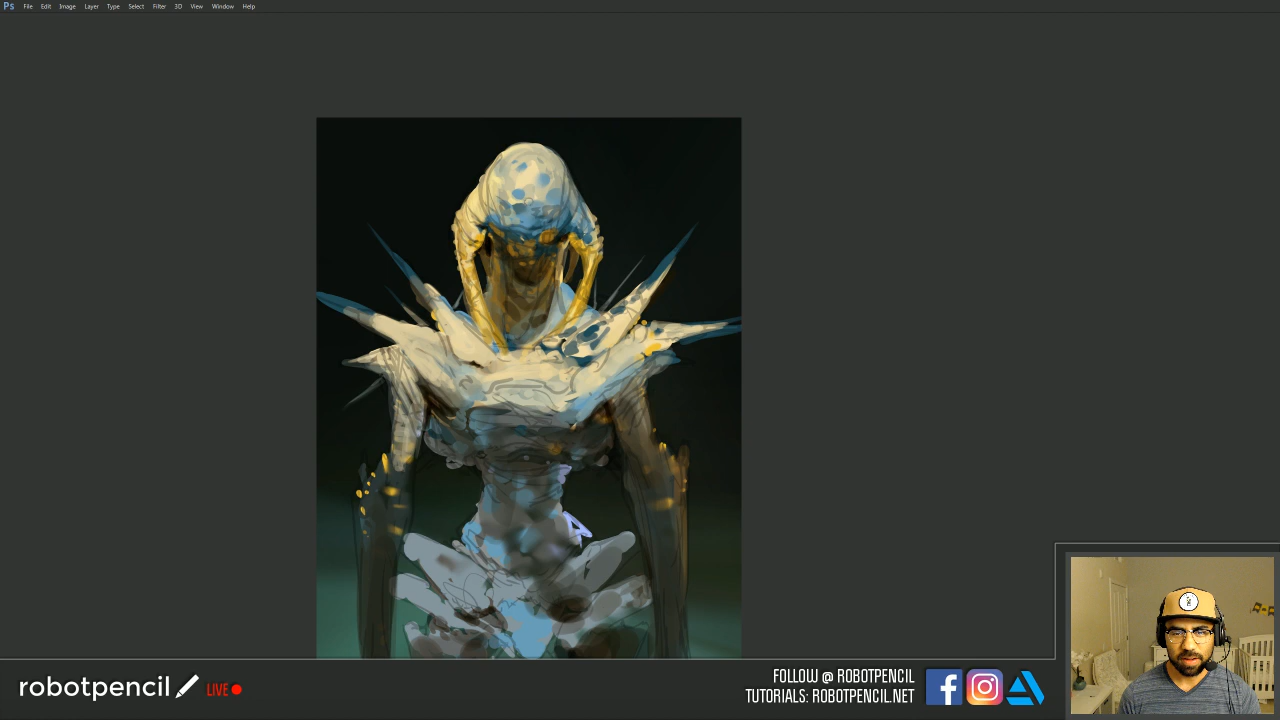 Ps File Edit Image Layer Type Select Filter 3D View Window Help
robotpencil LIVE
FOLLOW @ ROBOTPENCIL
TUTORIALS: ROBOTPENCIL.NET